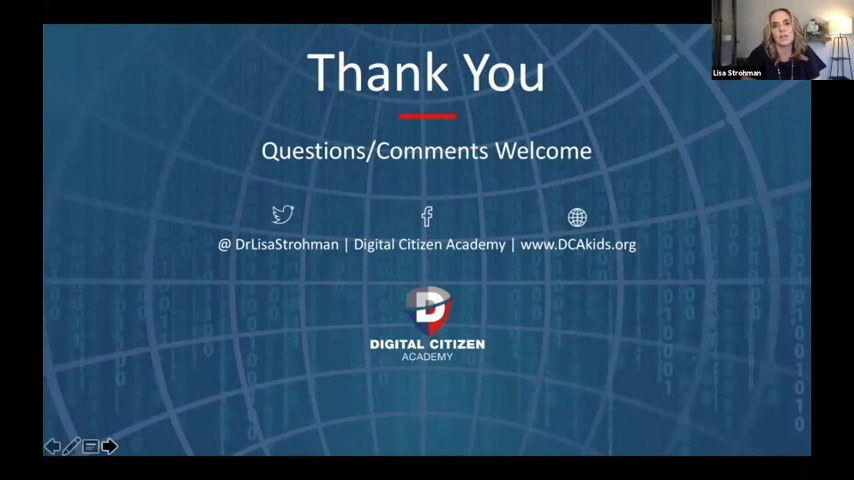 Lisa Strohman
Thank You
Questions/Comments Welcome
@ DrLisaStrohman | Digital Citizen Academy | www.DCAkids.org
D
DIGITAL CITIZEN
ACADEMY